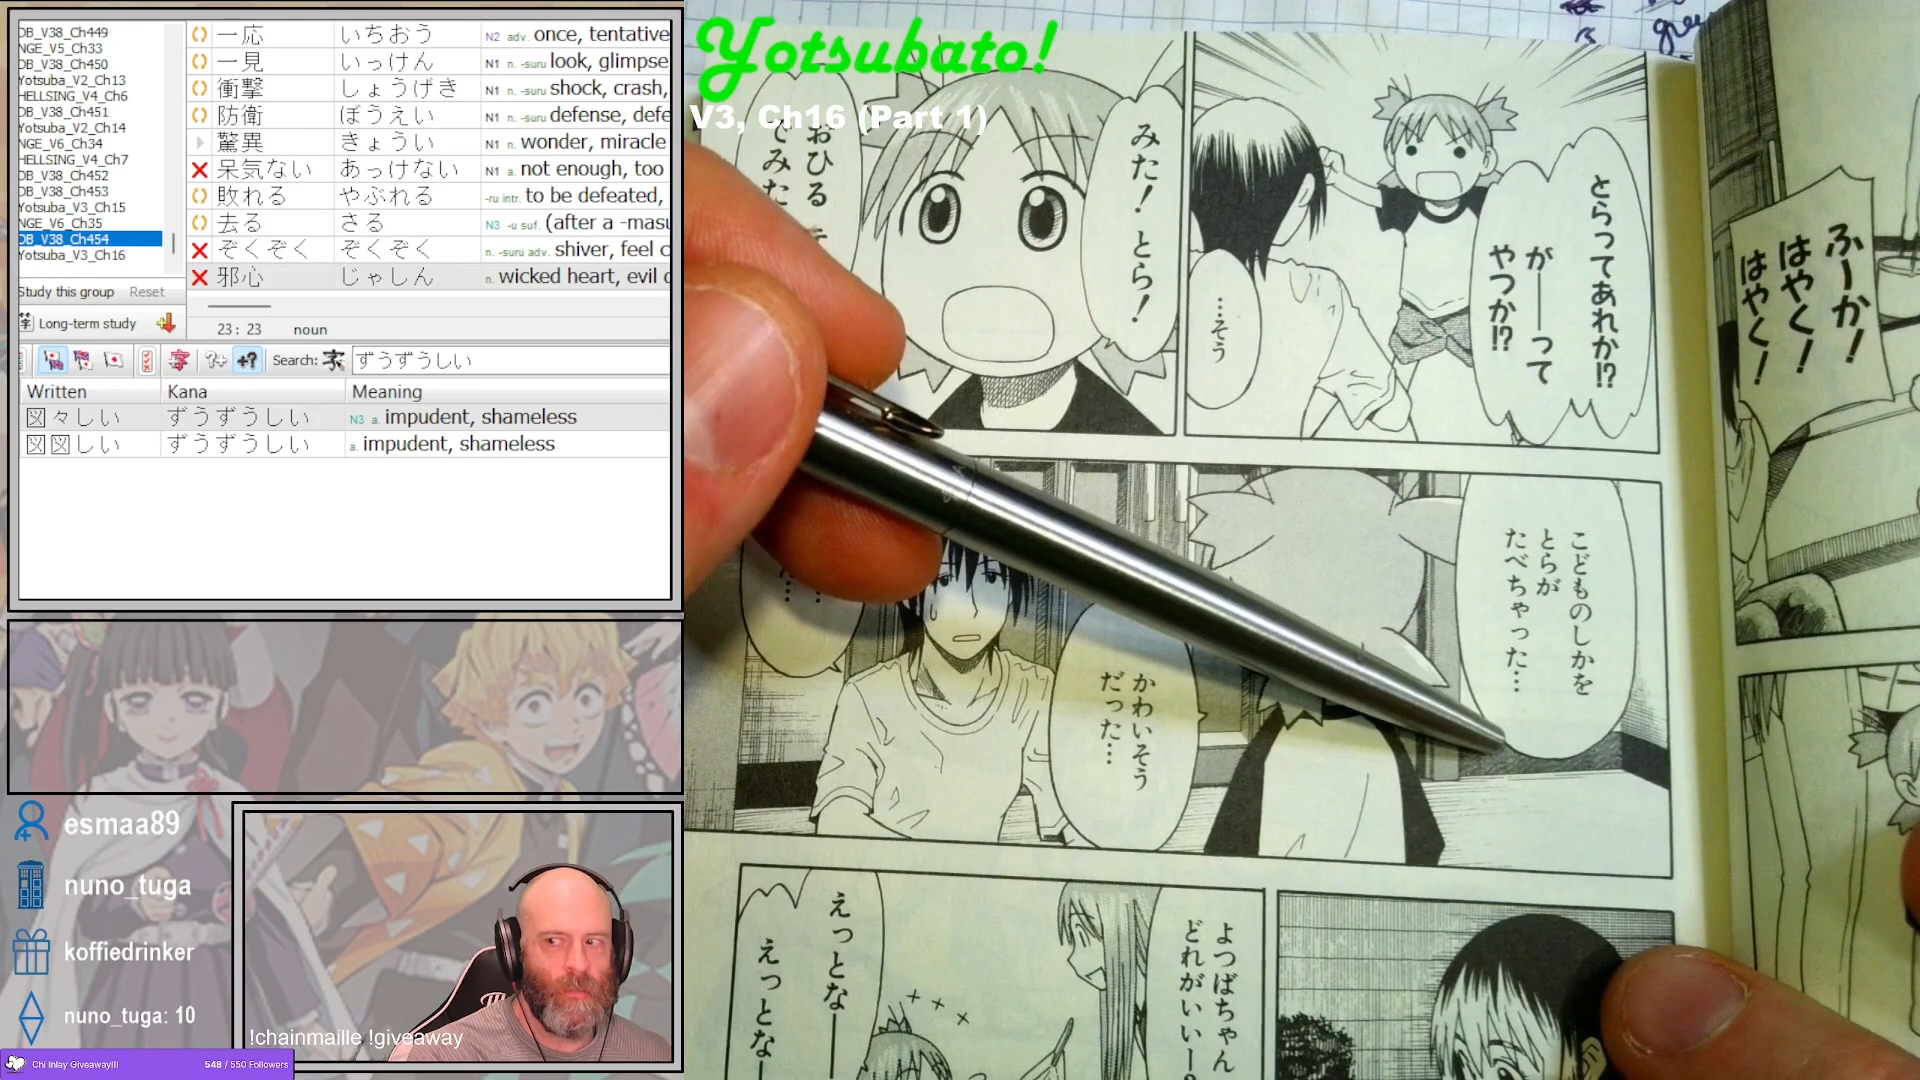 DB_V38_Ch449
NGE_V5_Ch33
DB_V38_Ch450
Yotsuba_V2_Ch13
HELLSING_V4_Ch6
DB_V38_Ch451
Yotsuba_V2_Ch14
NGE_V6_Ch34
HELLSING_V4_Ch7
DB_V38_Ch452
DB_V38_Ch453
Yotsuba_V3_Ch15
NGE_V6_Ch35
DB_V38_Ch454
Yotsuba_V3_Ch16
Study this group Reset
Long-term study
一応 いちおう N2 adv. once, tentative
一見 いっけん N1 n. -suru look, glimpse
衝撃 しょうげき N1 n. -suru shock, crash,
防衛 ぼうえい N1 n. -suru defense, defe
驚異 きょうい N1 n. wonder, miracle
呆気ない あっけない N1 a. not enough, too
敗れる やぶれる -ru intr. to be defeated,
去る さる N3 -u suf. (after a -masu
ぞくぞく ぞくぞく n. -suru adv. shiver, feel c
邪心 じゃしん n. wicked heart, evil
23: 23 noun
Search: 字 ずうずうしい
Written Kana Meaning
図々しい ずうずうしい N3 a. impudent, shameless
図図しい ずうずうしい a. impudent, shameless
esmaa89
nuno_tuga
koffiedrinker
nuno_tuga: 10
!chainmaille !giveaway
Chi Inlay Giveaway!!! 548 / 550 Followers
Yotsubato!
V3, Ch16 (Part 1)
ふーか！
はやく！
はやく！
とらってあれか!?
がーーって
やつか!?
…そう
みた！とら！
おひる
でみた
こどものしかを
とらが
たべちゃった…
かわいそう
だった…
よつばちゃん
どれがいいー？
えっとなーー
えっとなー